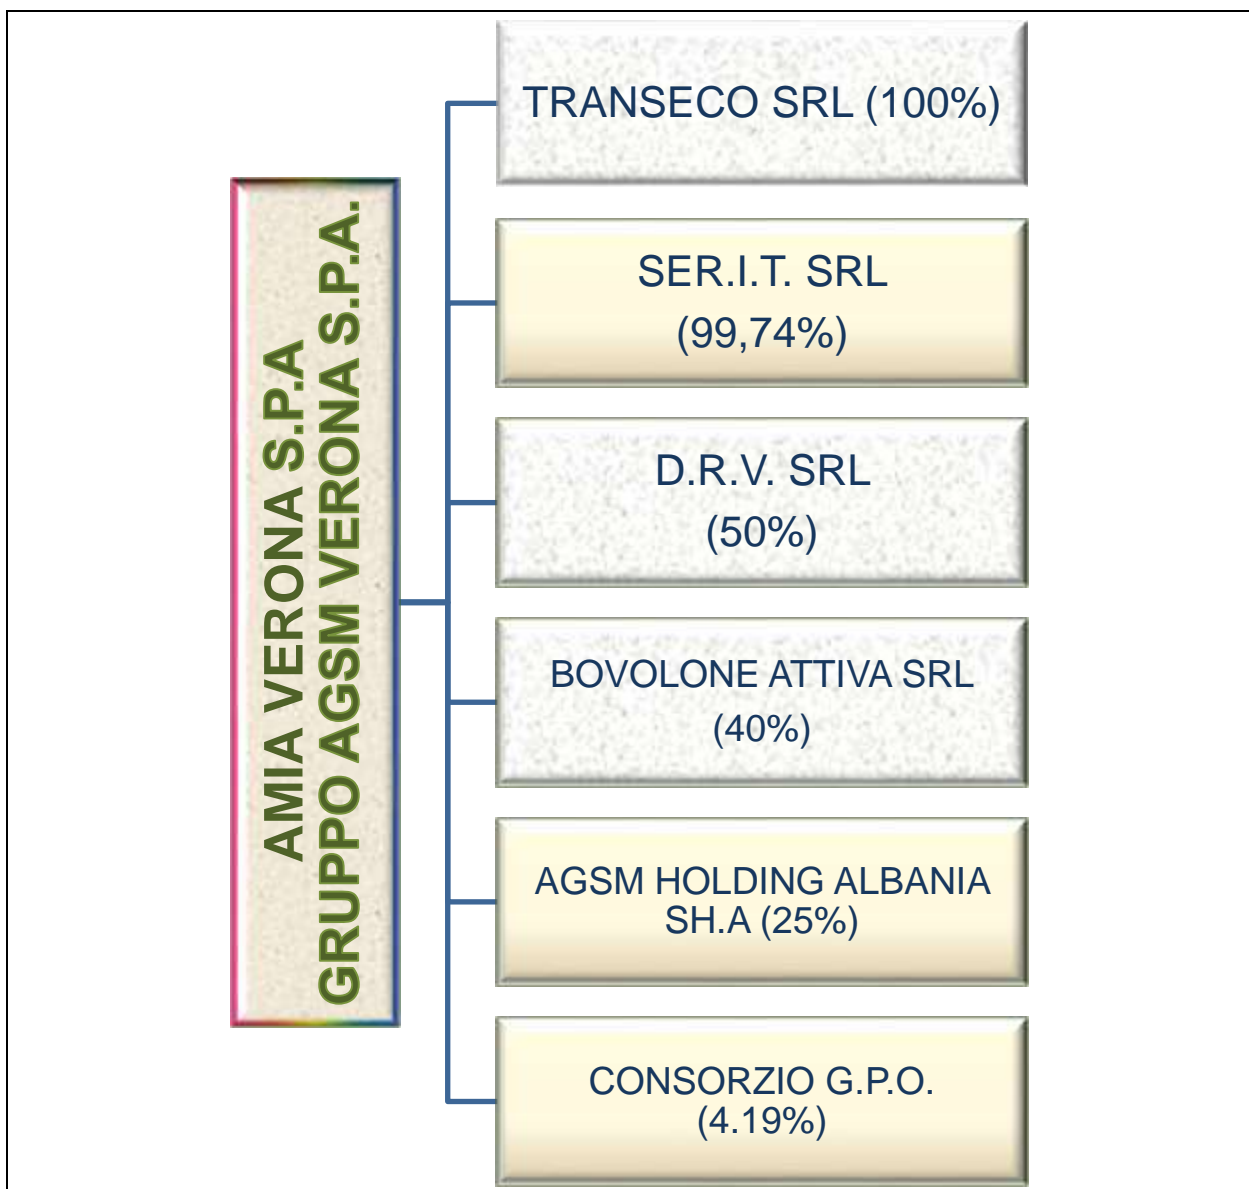 AMIA VERONA S.P.A
GRUPPO AGSM VERONA S.P.A.
TRANSECO SRL (100%)
SER.I.T. SRL
(99,74%)
D.R.V. SRL
(50%)
BOVOLONE ATTIVA SRL
(40%)
AGSM HOLDING ALBANIA
SH.A (25%)
CONSORZIO G.P.O.
(4.19%)